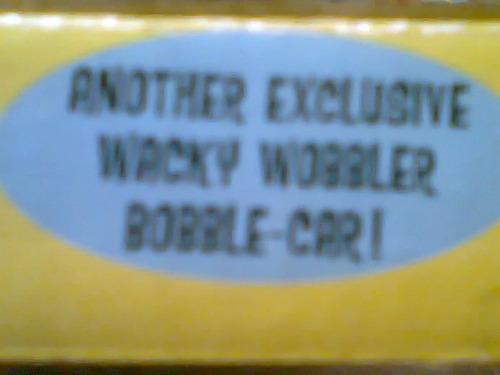 ANOTHER EXCLUSIVE
WACKY WOBBLER
BOBBLE-CAR!